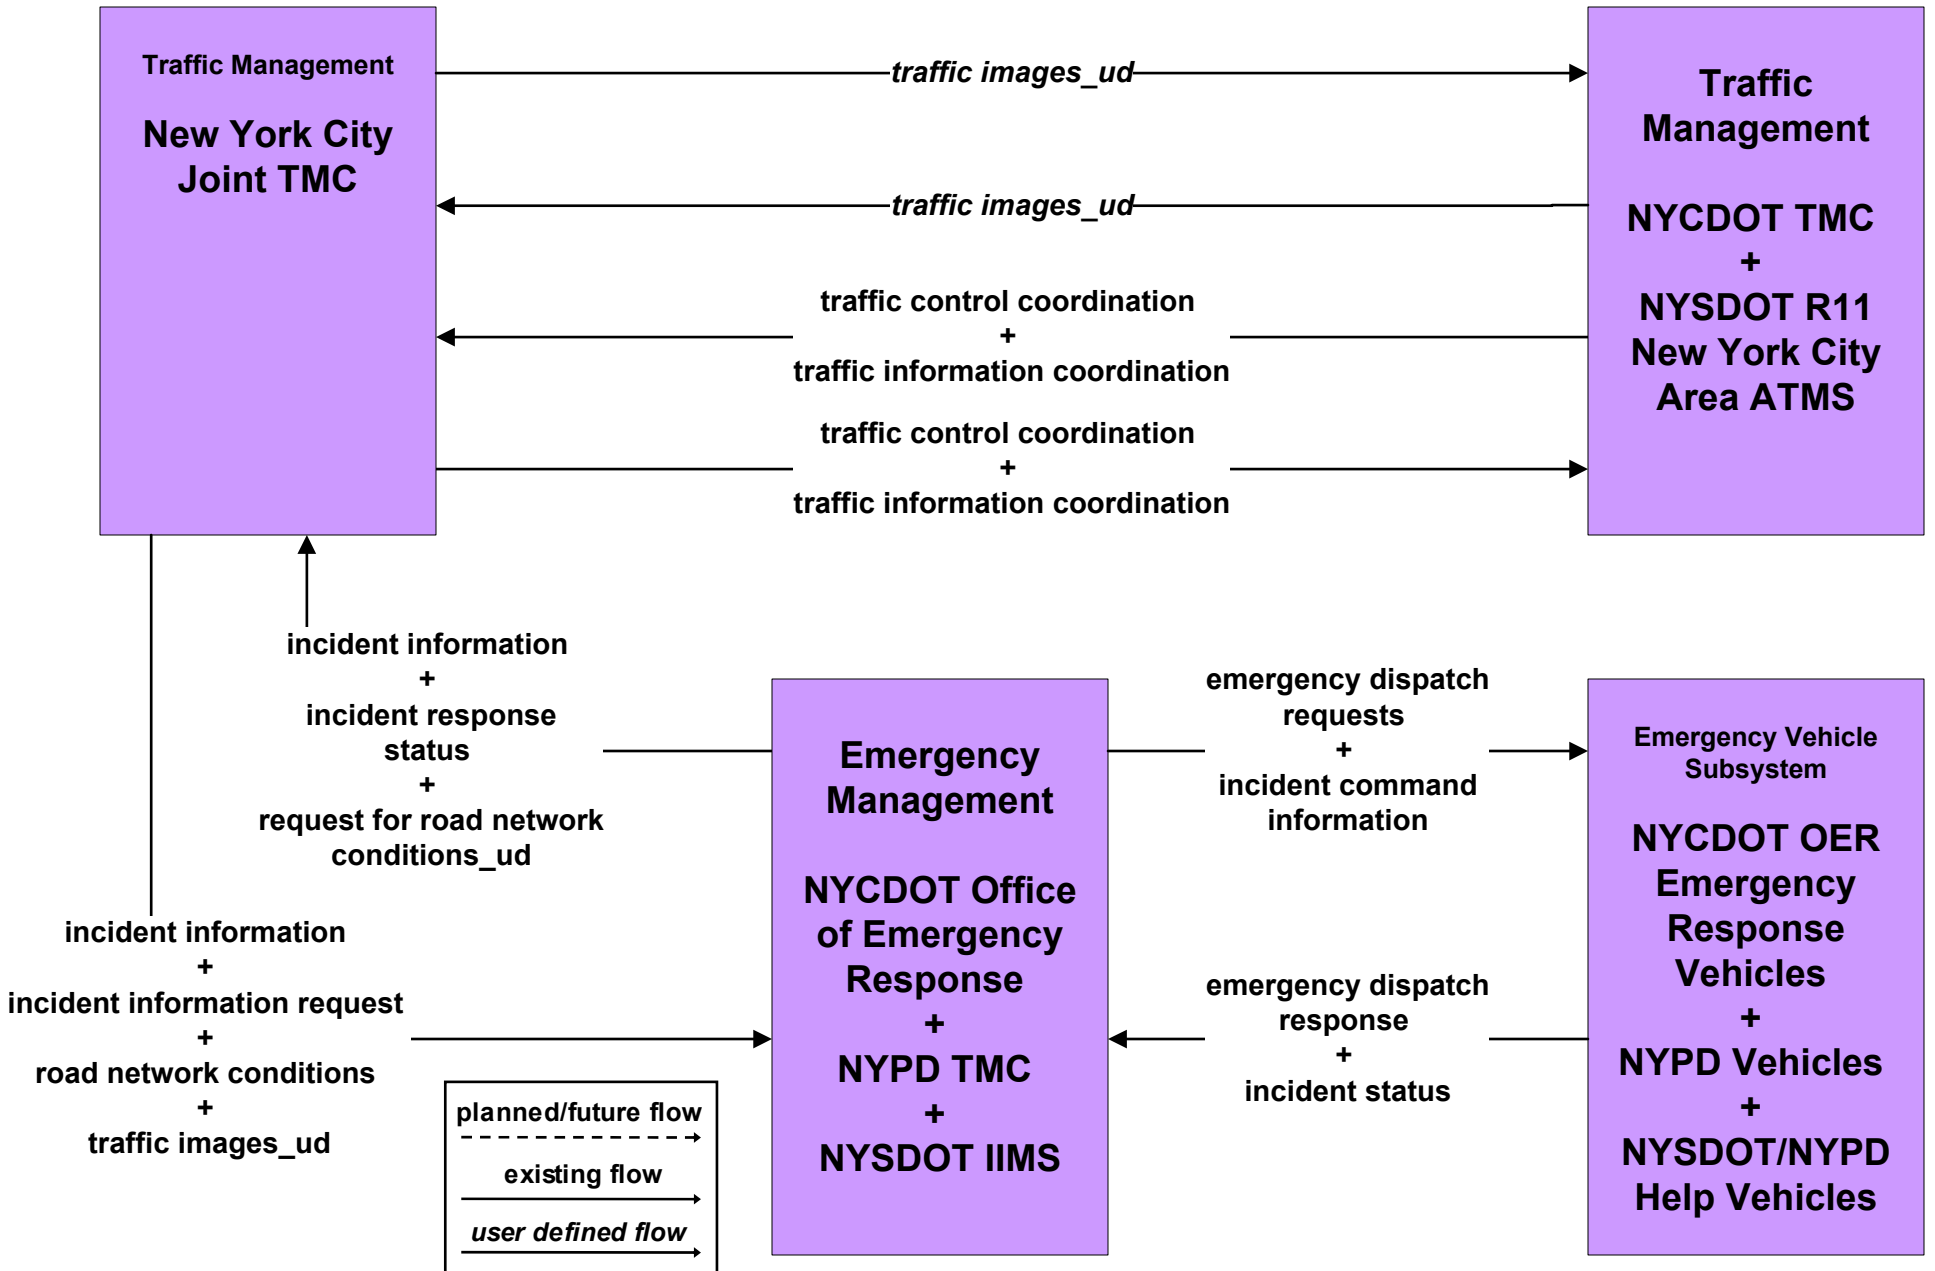 Traffic Management
New York City
Joint TMC
traffic images_ud
traffic images_ud
traffic control coordination
+
traffic information coordination
traffic control coordination
+
traffic information coordination
Traffic
Management
NYCDOT TMC
+
NYSDOT R11
New York City
Area ATMS
incident information
+
incident response
status
+
request for road network
conditions_ud
incident information
+
incident information request
+
road network conditions
+
traffic images_ud
planned/future flow
existing flow
user defined flow
Emergency
Management
NYCDOT Office
of Emergency
Response
+
NYPD TMC
+
NYSDOT IIMS
emergency dispatch
requests
+
incident command
information
emergency dispatch
response
+
incident status
Emergency Vehicle
Subsystem
NYCDOT OER
Emergency
Response
Vehicles
+
NYPD Vehicles
+
NYSDOT/NYPD
Help Vehicles